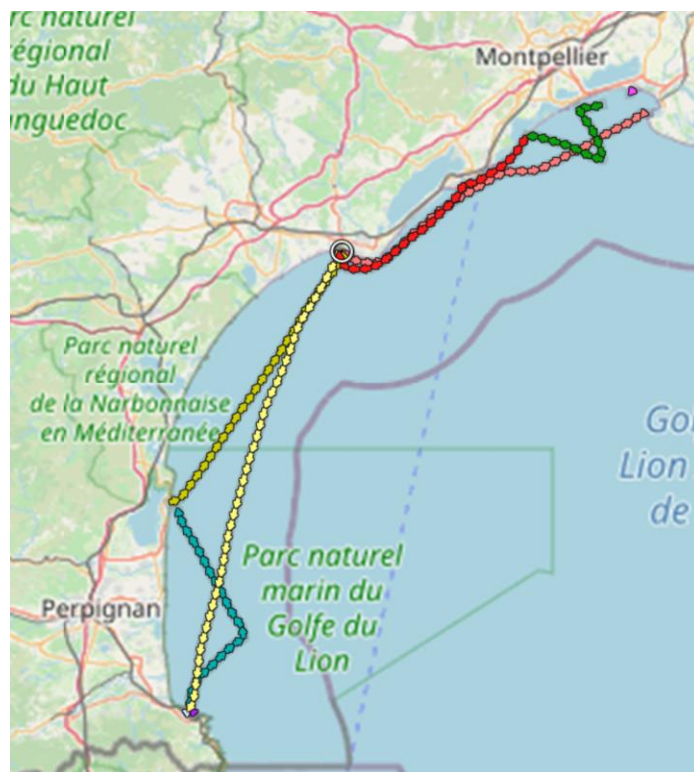 rc naturel
régional
du Haut
nguedoc
Montpellier
Parc naturel
régional
de la Narbonnaise
en Méditerranée
Go
Lion
de
Parc naturel
marin du
Golfe du
Lion
Perpignan